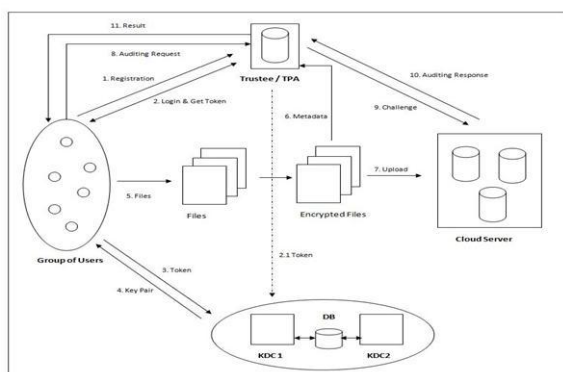 11. Result
8. Auditing Request
1. Registration
Trustee / TPA
10. Auditing Response
2. Login & Get Token
6. Metadata
9. Challenge
5. Files
7. Upload
Files
Encrypted Files
Cloud Server
Group of Users
2.1 Token
3. Token
4. Key Pair
DB
KDC1
KDC2